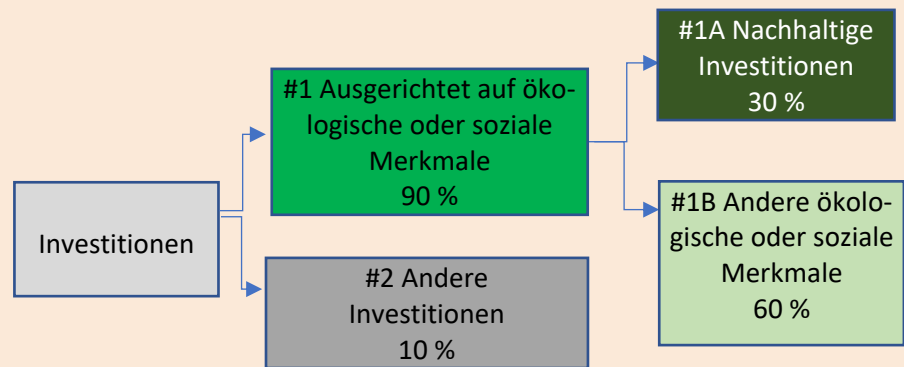 Investitionen
#1 Ausgerichtet auf öko-
logische oder soziale
Merkmale
90 %
#2 Andere
Investitionen
10 %
#1A Nachhaltige
Investitionen
30 %
#1B Andere ökolo-
gische oder soziale
Merkmale
60 %